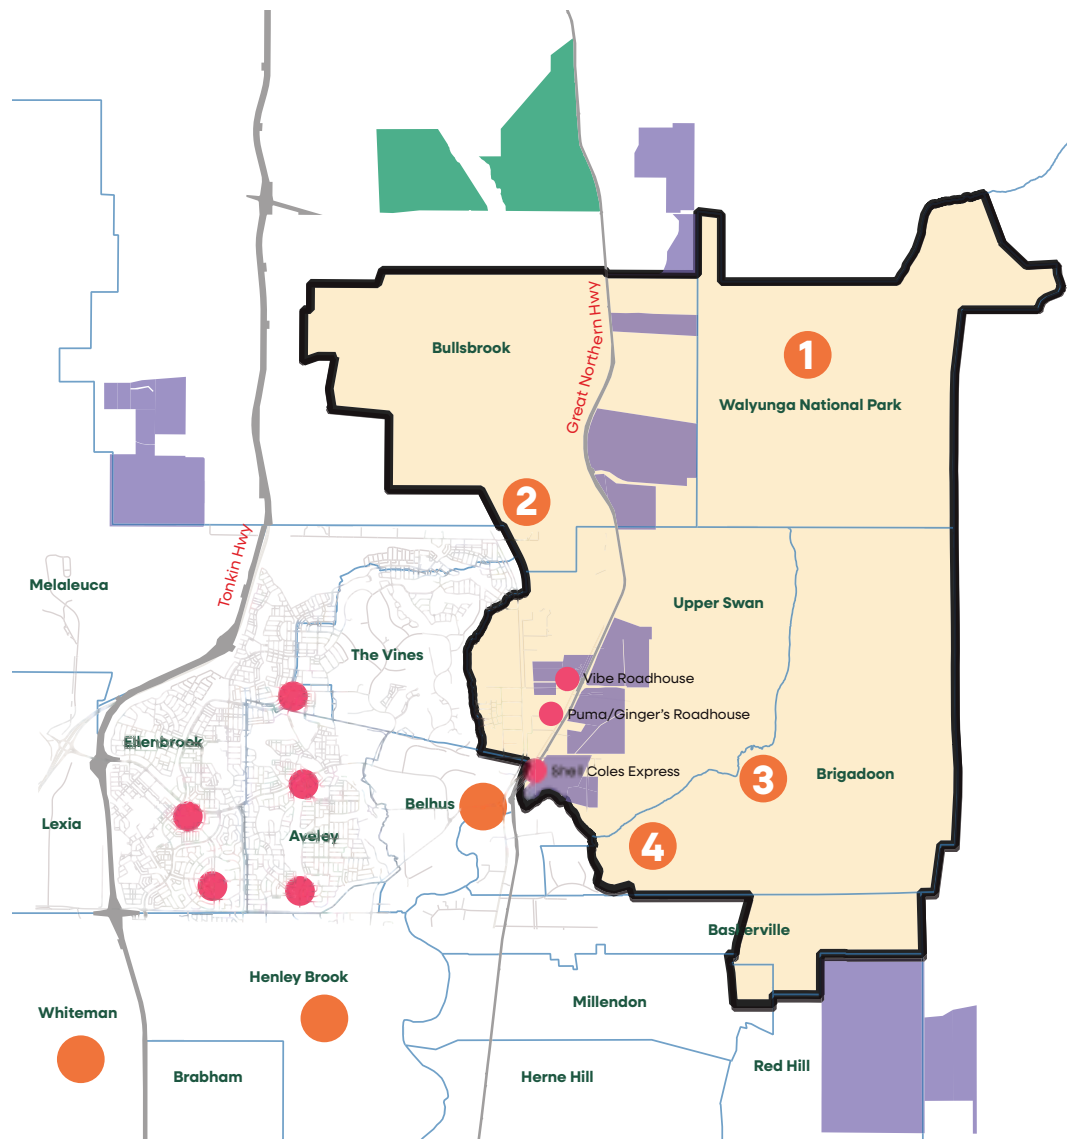 Great Northern Hwy
Bullsbrook
1
Walyunga National Park
2
Tonkin Hwy
Melaleuca
Upper Swan
The Vines
Vibe Roadhouse
Puma/Ginger's Roadhouse
Ellenbrook
Shell Coles Express
3
Brigadoon
Belhus
Lexia
Aveley
4
Baskerville
Henley Brook
Millendon
Whiteman
Red Hill
Brabham
Herne Hill